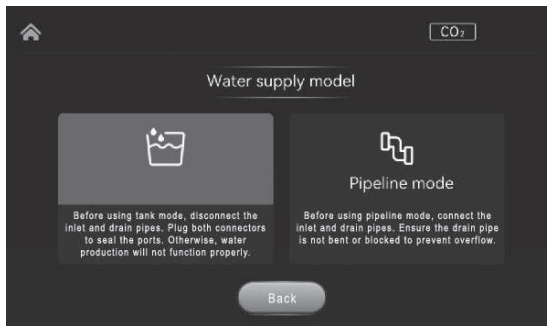 CO₂
Water supply model
Pipeline mode
Before using tank mode, disconnect the
inlet and drain pipes. Plug both connectors
to seal the ports. Otherwise, water
production will not function properly.
Before using pipeline mode, connect the
inlet and drain pipes. Ensure the drain pipe
is not bent or blocked to prevent overflow.
Back